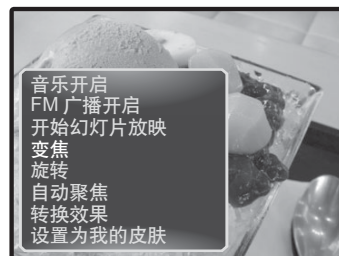 音乐开启
FM 广播开启
开始幻灯片放映
变焦
旋转
自动聚焦
转换效果
设置为我的皮肤